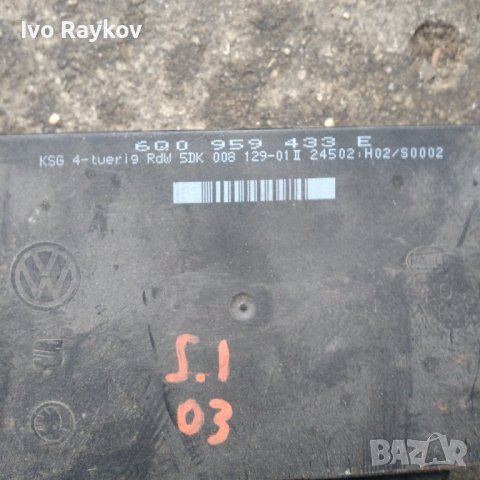 Ivo Raykov
6Q0 959 433 E
KSG 4-tuerig RdW 5DK 008 129-01 II 24502:H02/S0002
S.1
03
BAZAR